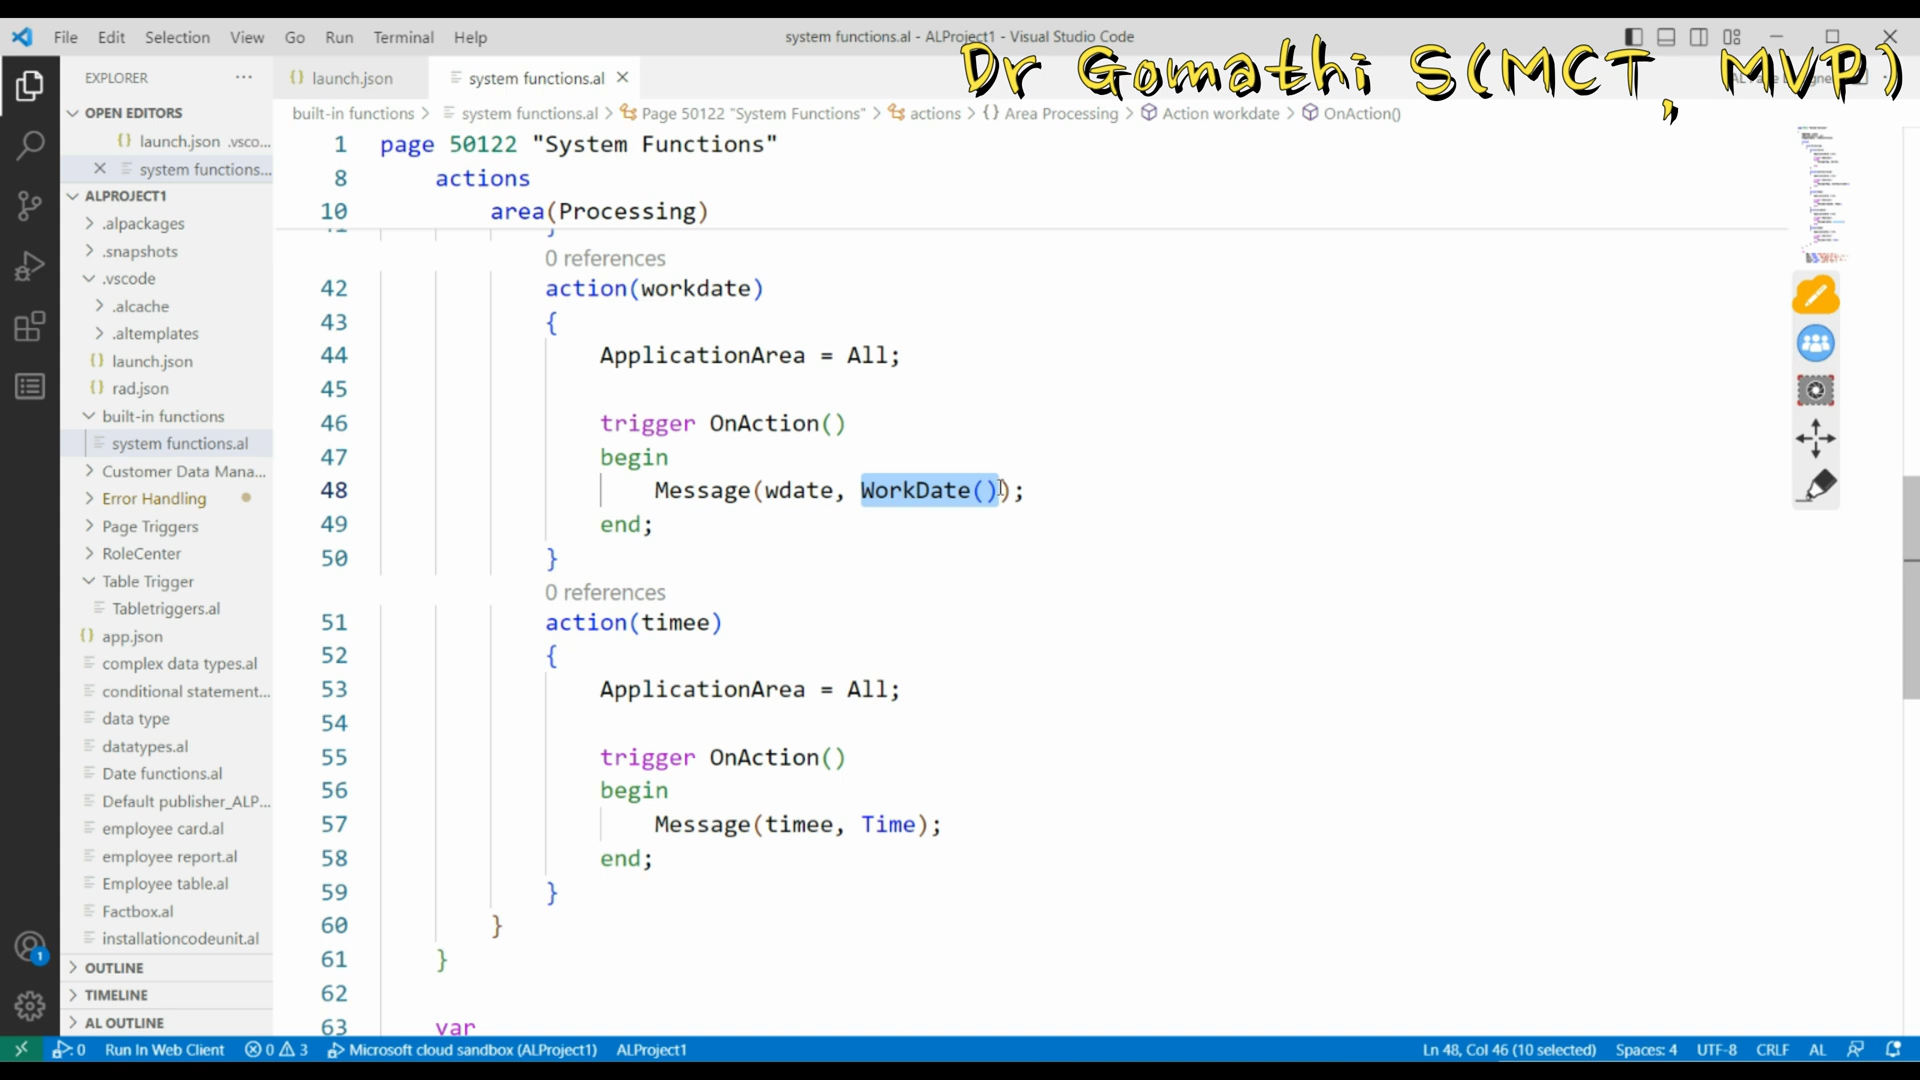 File Edit Selection View Go Run Terminal Help
system functions.al - ALProject1 - Visual Studio Code
Dr Gomathi S(MCT, MVP)
EXPLORER ...
launch.json
system functions.al
OPEN EDITORS
launch.json .vsco...
system functions...
ALPROJECT1
.alpackages
.snapshots
.vscode
.alcache
.altemplates
launch.json
rad.json
built-in functions
system functions.al
Customer Data Mana...
Error Handling
Page Triggers
RoleCenter
Table Trigger
Tabletriggers.al
app.json
complex data types.al
conditional statement...
data type
datatypes.al
Date functions.al
Default publisher_ALP...
employee card.al
employee report.al
Employee table.al
Factbox.al
installationcodeunit.al
OUTLINE
TIMELINE
AL OUTLINE
built-in functions > system functions.al > Page 50122 "System Functions" > actions > {} Area Processing > Action workdate > OnAction()
1 page 50122 "System Functions"
8 actions
10 area(Processing)
41 }
0 references
42 action(workdate)
43 {
44 ApplicationArea = All;
45
46 trigger OnAction()
47 begin
48 Message(wdate, WorkDate());
49 end;
50 }
0 references
51 action(timee)
52 {
53 ApplicationArea = All;
54
55 trigger OnAction()
56 begin
57 Message(timee, Time);
58 end;
59 }
60 }
61 }
62
63 var
1
0 Run In Web Client 0 3 Microsoft cloud sandbox (ALProject1) ALProject1
Ln 48, Col 46 (10 selected) Spaces: 4 UTF-8 CRLF AL